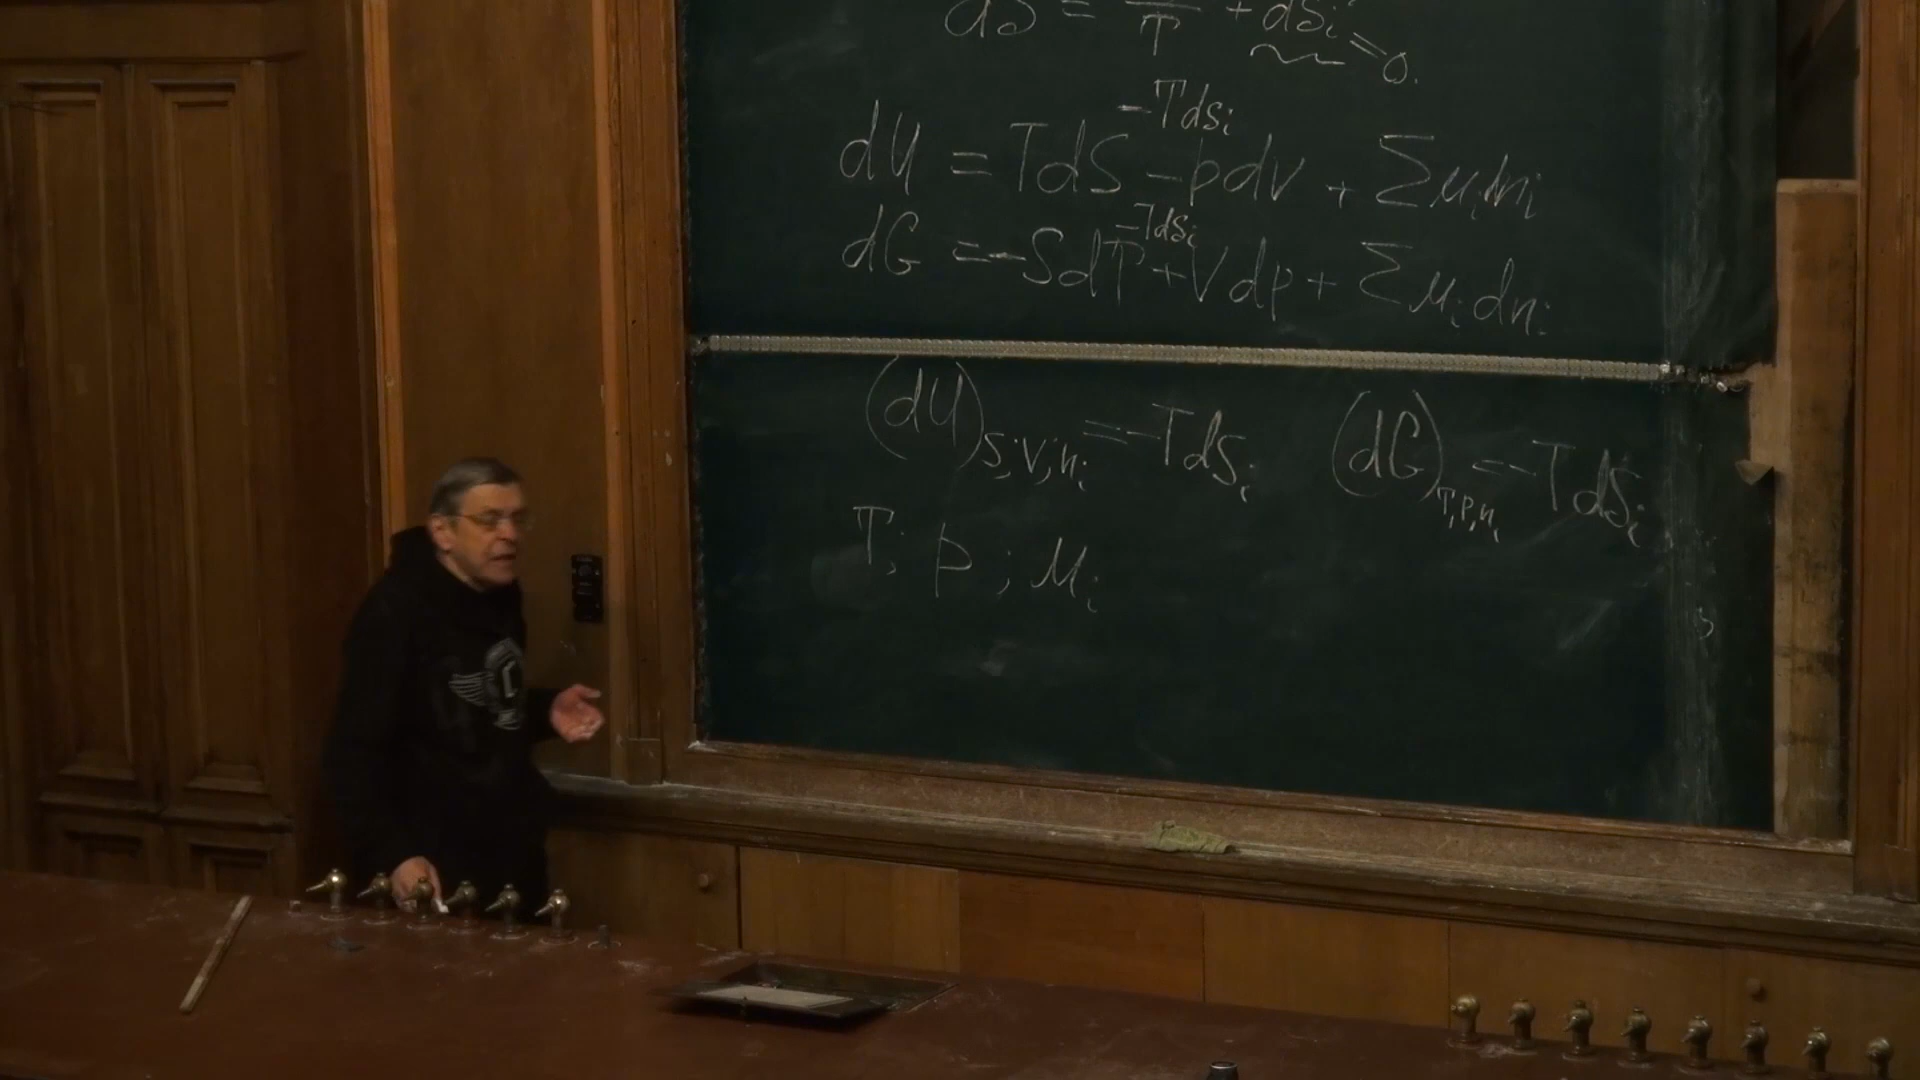 dS = /T + dSi = 0.
-TdSi
dU = TdS - pdV + Σμidni
-TdSi
dG = -SdT + Vdp + Σμidni
(dU)S;V;ni = -TdSi (dG)T,p,ni = -TdSi
T; p; μi